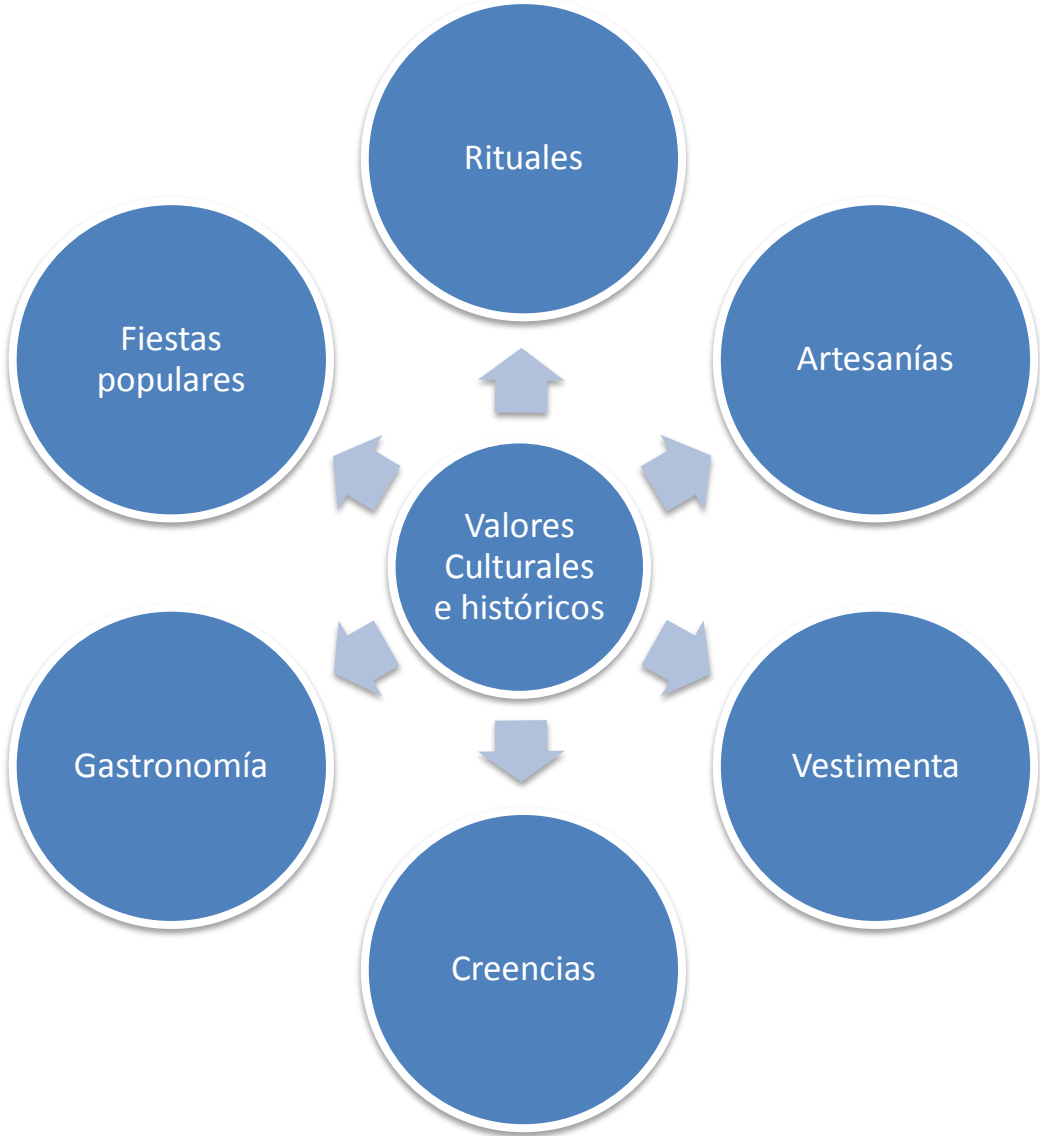 Rituales
Fiestas
populares
Artesanías
Valores
Culturales
e históricos
Gastronomía
Vestimenta
Creencias